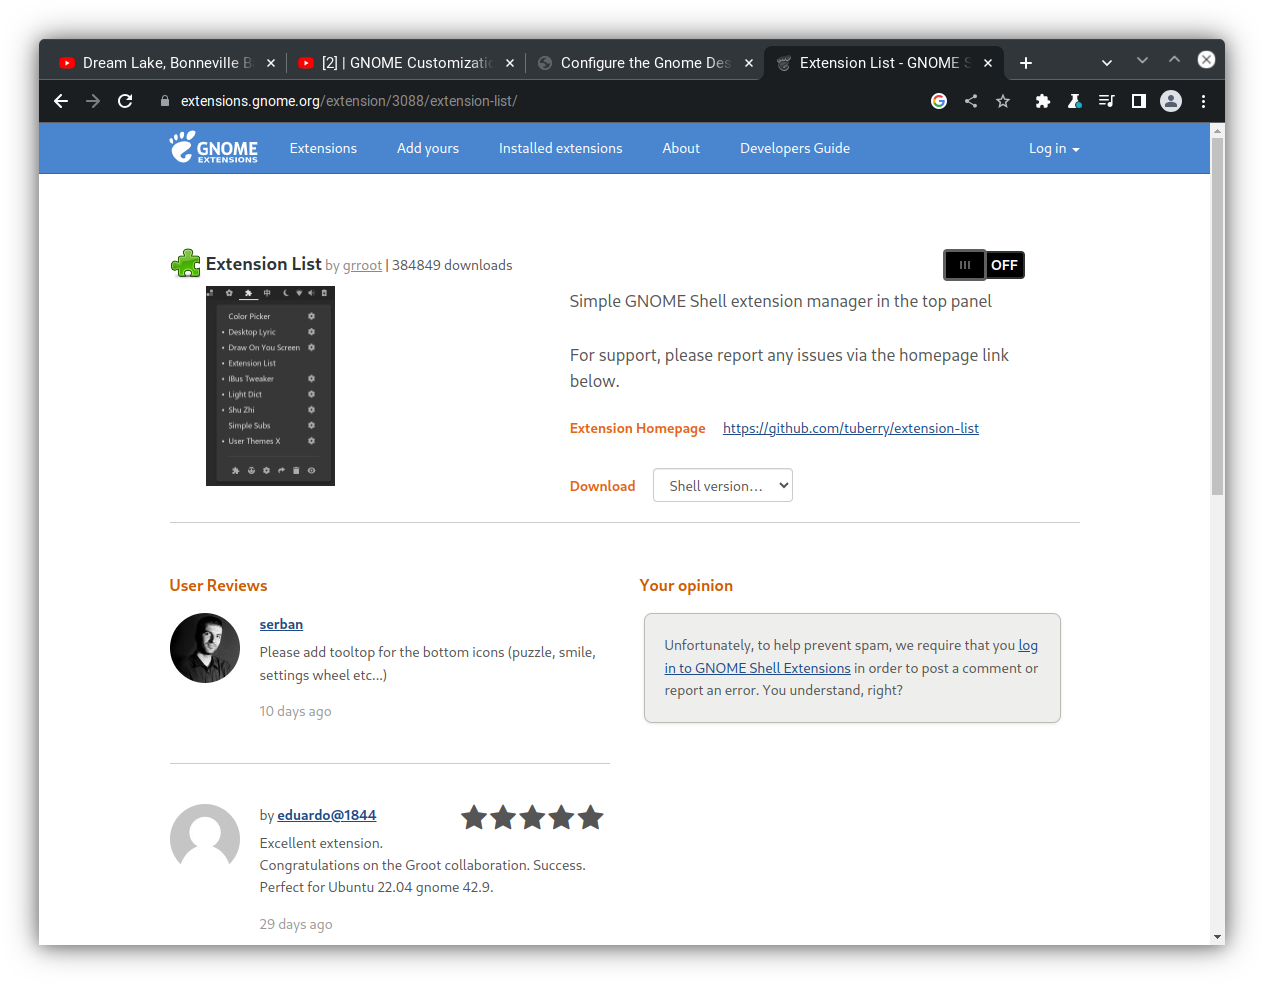 Dream Lake, Bonneville B
[2] | GNOME Customizatio
Configure the Gnome Des
Extension List - GNOME S
extensions.gnome.org/extension/3088/extension-list/
GNOME
EXTENSIONS
Extensions
Add yours
Installed extensions
About
Developers Guide
Log in
Extension List by grroot | 384849 downloads
OFF
Color Picker
Desktop Lyric
Draw On You Screen
Extension List
IBus Tweaker
Light Dict
Shu Zhi
Simple Subs
User Themes X
Simple GNOME Shell extension manager in the top panel
For support, please report any issues via the homepage link
below.
Extension Homepage https://github.com/tuberry/extension-list
Download Shell version...
User Reviews
serban
Please add tooltop for the bottom icons (puzzle, smile,
settings wheel etc...)
10 days ago
by eduardo@1844
Excellent extension.
Congratulations on the Groot collaboration. Success.
Perfect for Ubuntu 22.04 gnome 42.9.
29 days ago
Your opinion
Unfortunately, to help prevent spam, we require that you log
in to GNOME Shell Extensions in order to post a comment or
report an error. You understand, right?